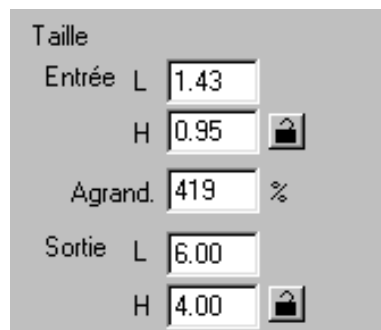 Taille
Entrée L 1.43
H 0.95
Agrand. 419 %
Sortie L 6.00
H 4.00